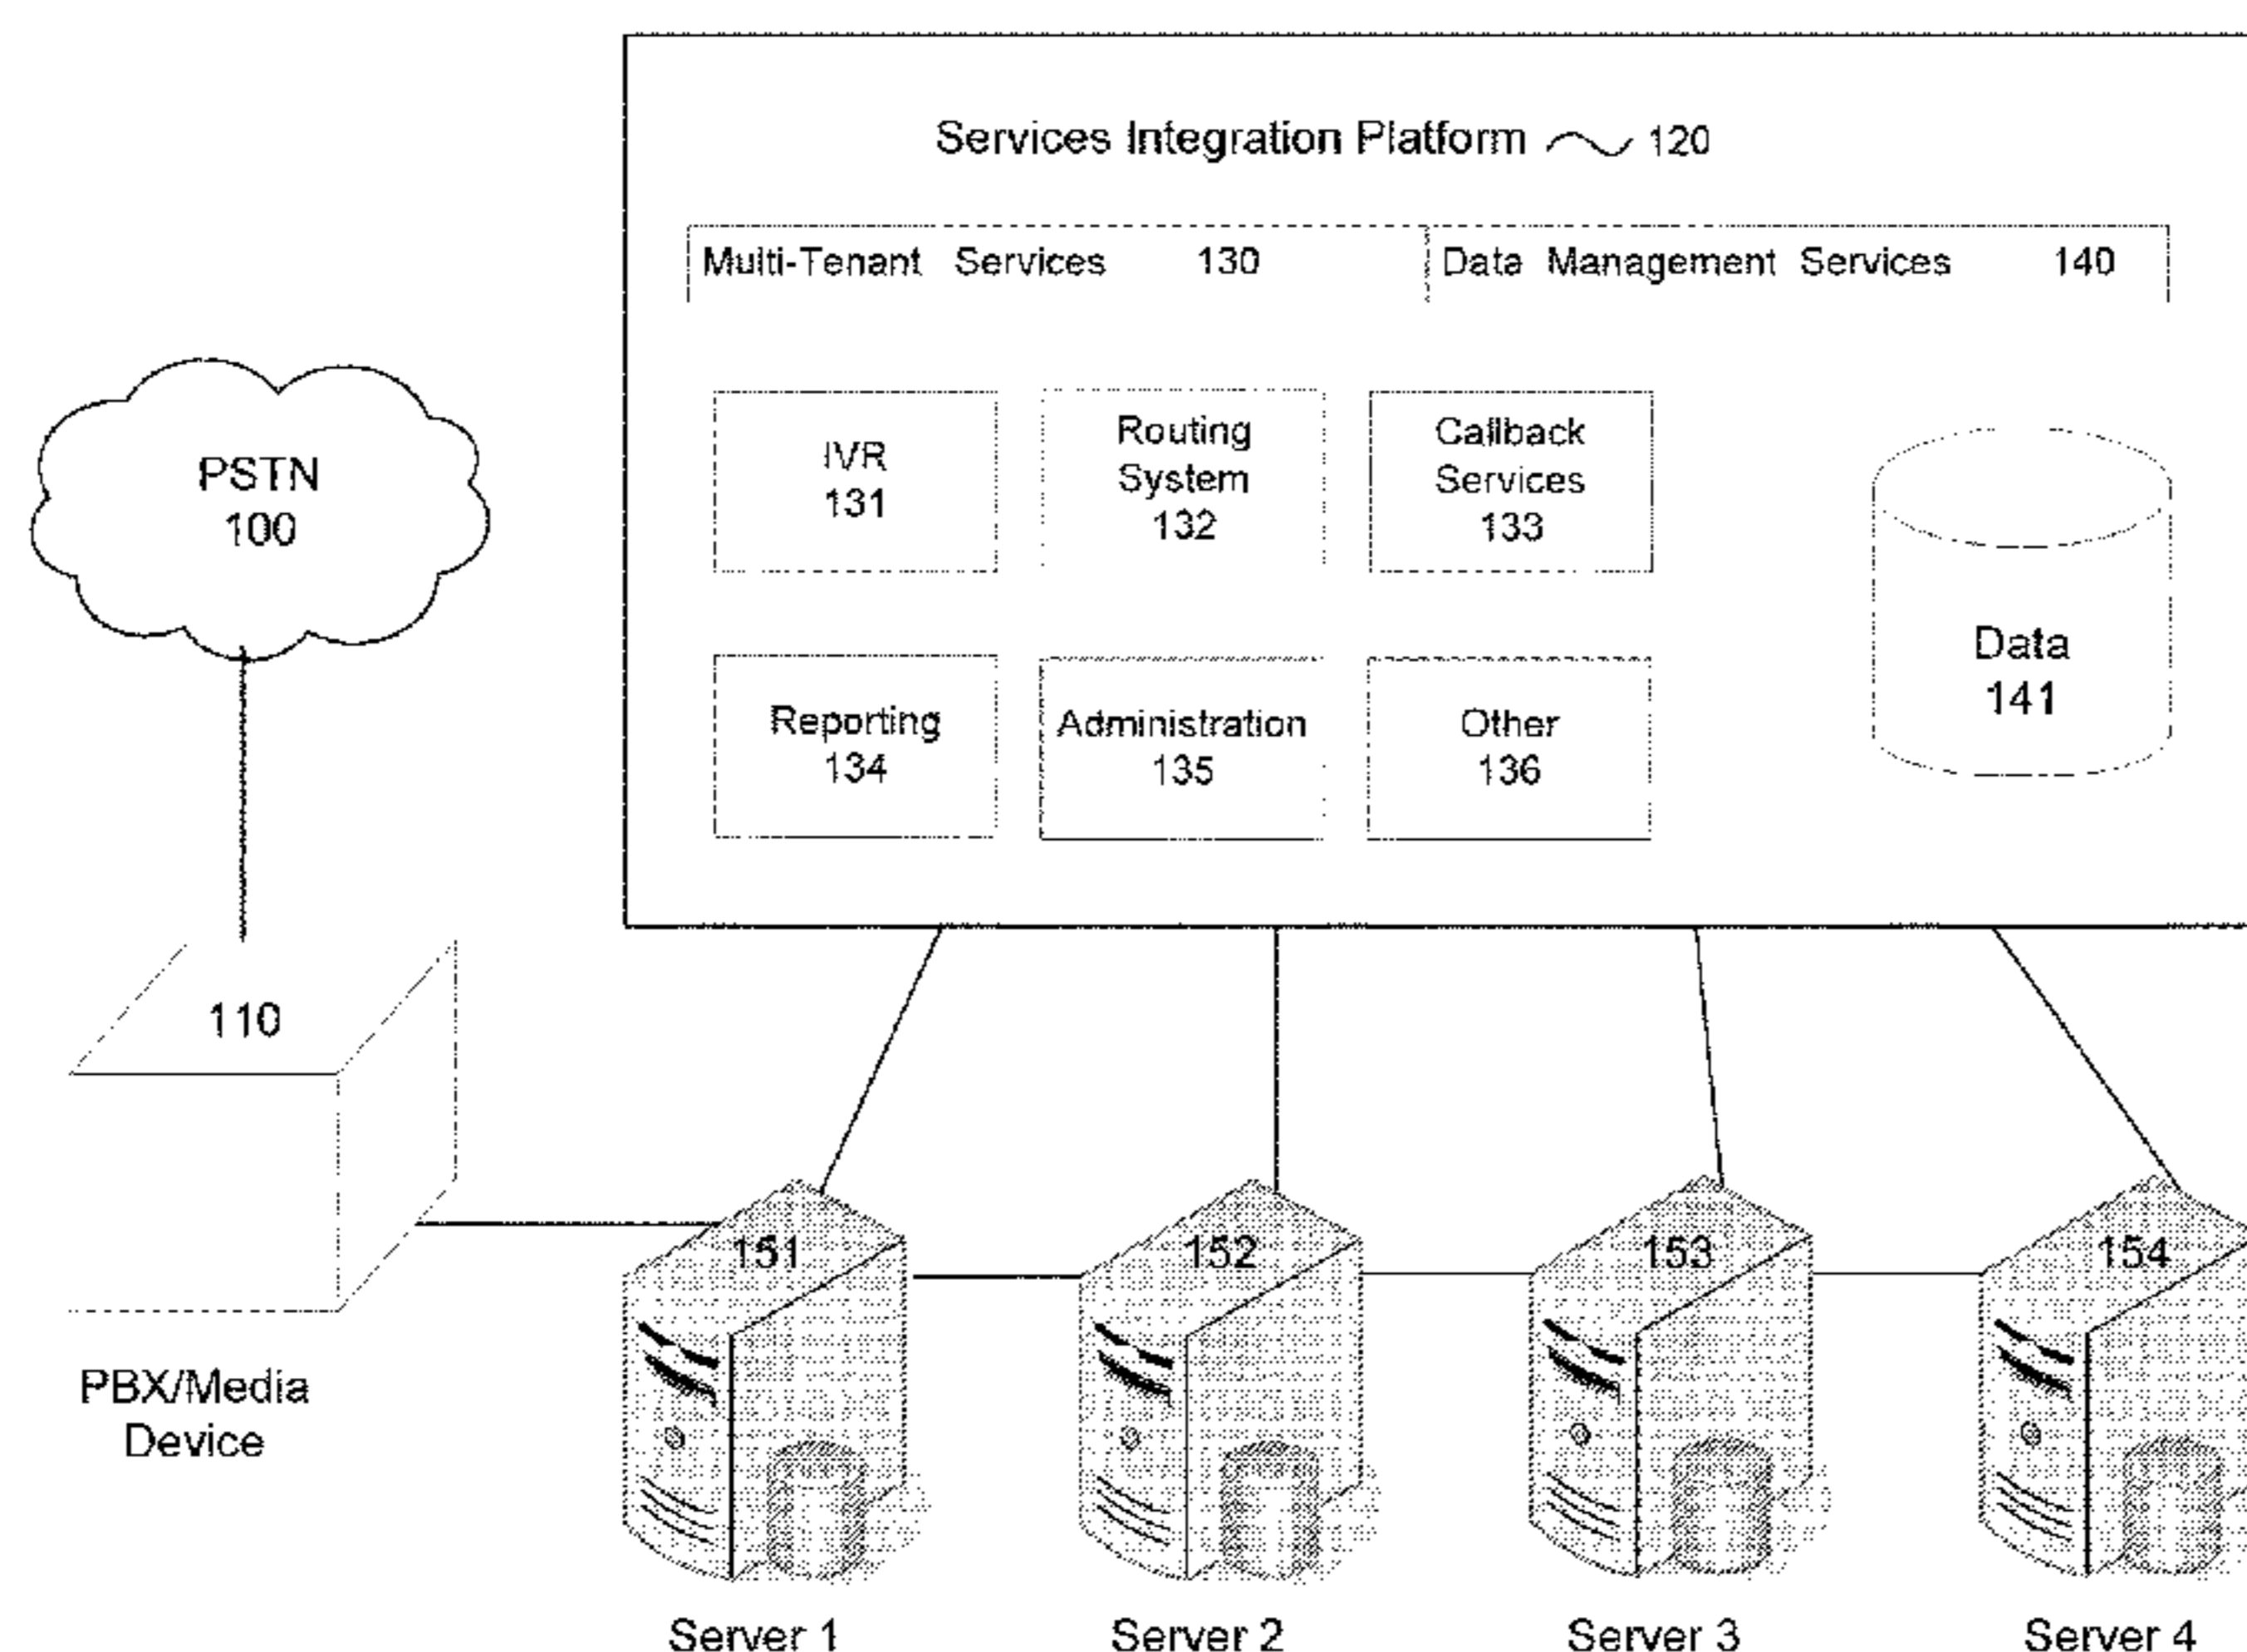 Services Integration Platform 120
Multi-Tenant Services 130
Data Management Services 140
PSTN
100
IVR
131
Routing
System
132
Callback
Services
133
Data
141
Reporting
134
Administration
135
Other
136
110
PBX/Media
Device
151
152
153
154
Server 1
Server 2
Server 3
Server 4